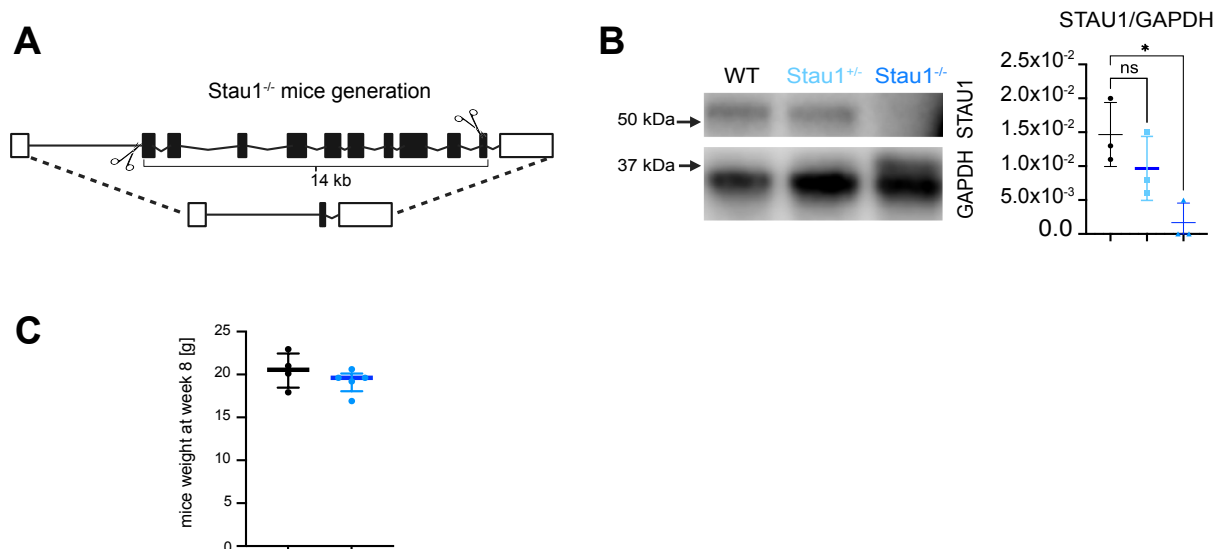 A
Stau1-/- mice generation
14 kb
B
WT Stau1+/- Stau1-/-
50 kDa
STAU1
37 kDa
GAPDH
STAU1/GAPDH
*
ns
2.5x10-2
2.0x10-2
1.5x10-2
1.0x10-2
5.0x10-3
0.0
C
mice weight at week 8 [g]
25
20
15
10
5
0